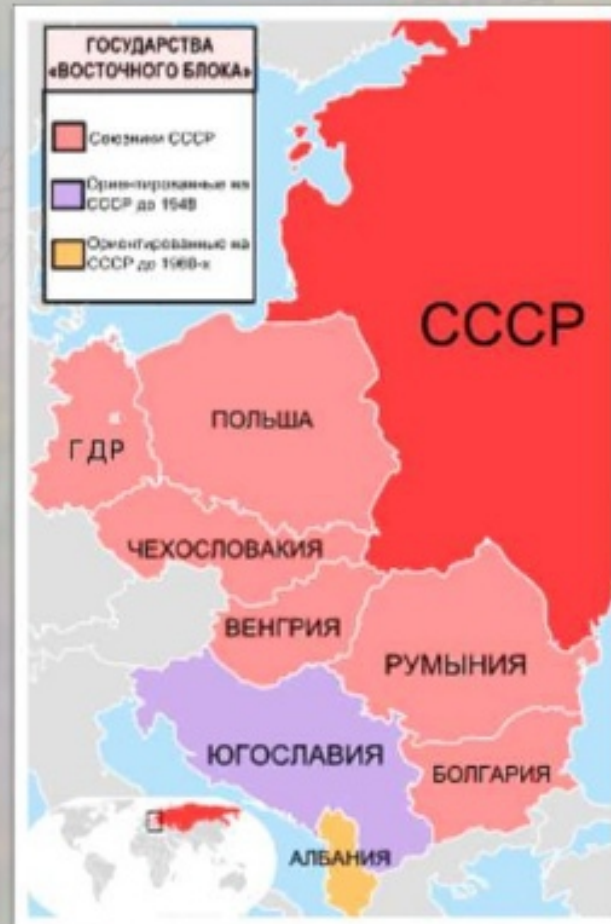 ГОСУДАРСТВА
«ВОСТОЧНОГО БЛОКА»
Союзники СССР
Ориентированные на
СССР до 1948
Ориентированные на
СССР до 1960-х
СССР
ПОЛЬША
ГДР
ЧЕХОСЛОВАКИЯ
ВЕНГРИЯ
РУМЫНИЯ
ЮГОСЛАВИЯ
БОЛГАРИЯ
АЛБАНИЯ